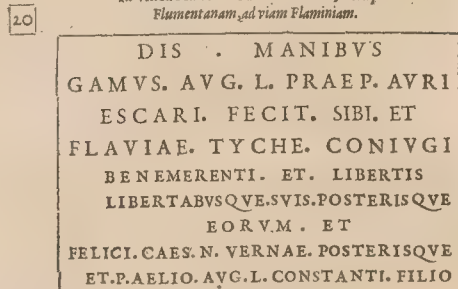 Flumentanam, ad viam Flaminiam.
20
DIS . MANIBVS
GAMVS. AVG. L. PRAEP. AVRI
ESCARI. FECIT. SIBI. ET
FLAVIAE. TYCHE. CONIVGI
BENEMERENTI. ET. LIBERTIS
LIBERTABVSQVE.SVIS.POSTERISQVE
EORVM. ET
FELICI. CAES. N. VERNAE. POSTERISQVE
ET.P.AELIO. AVG.L.CONSTANTI. FILIO